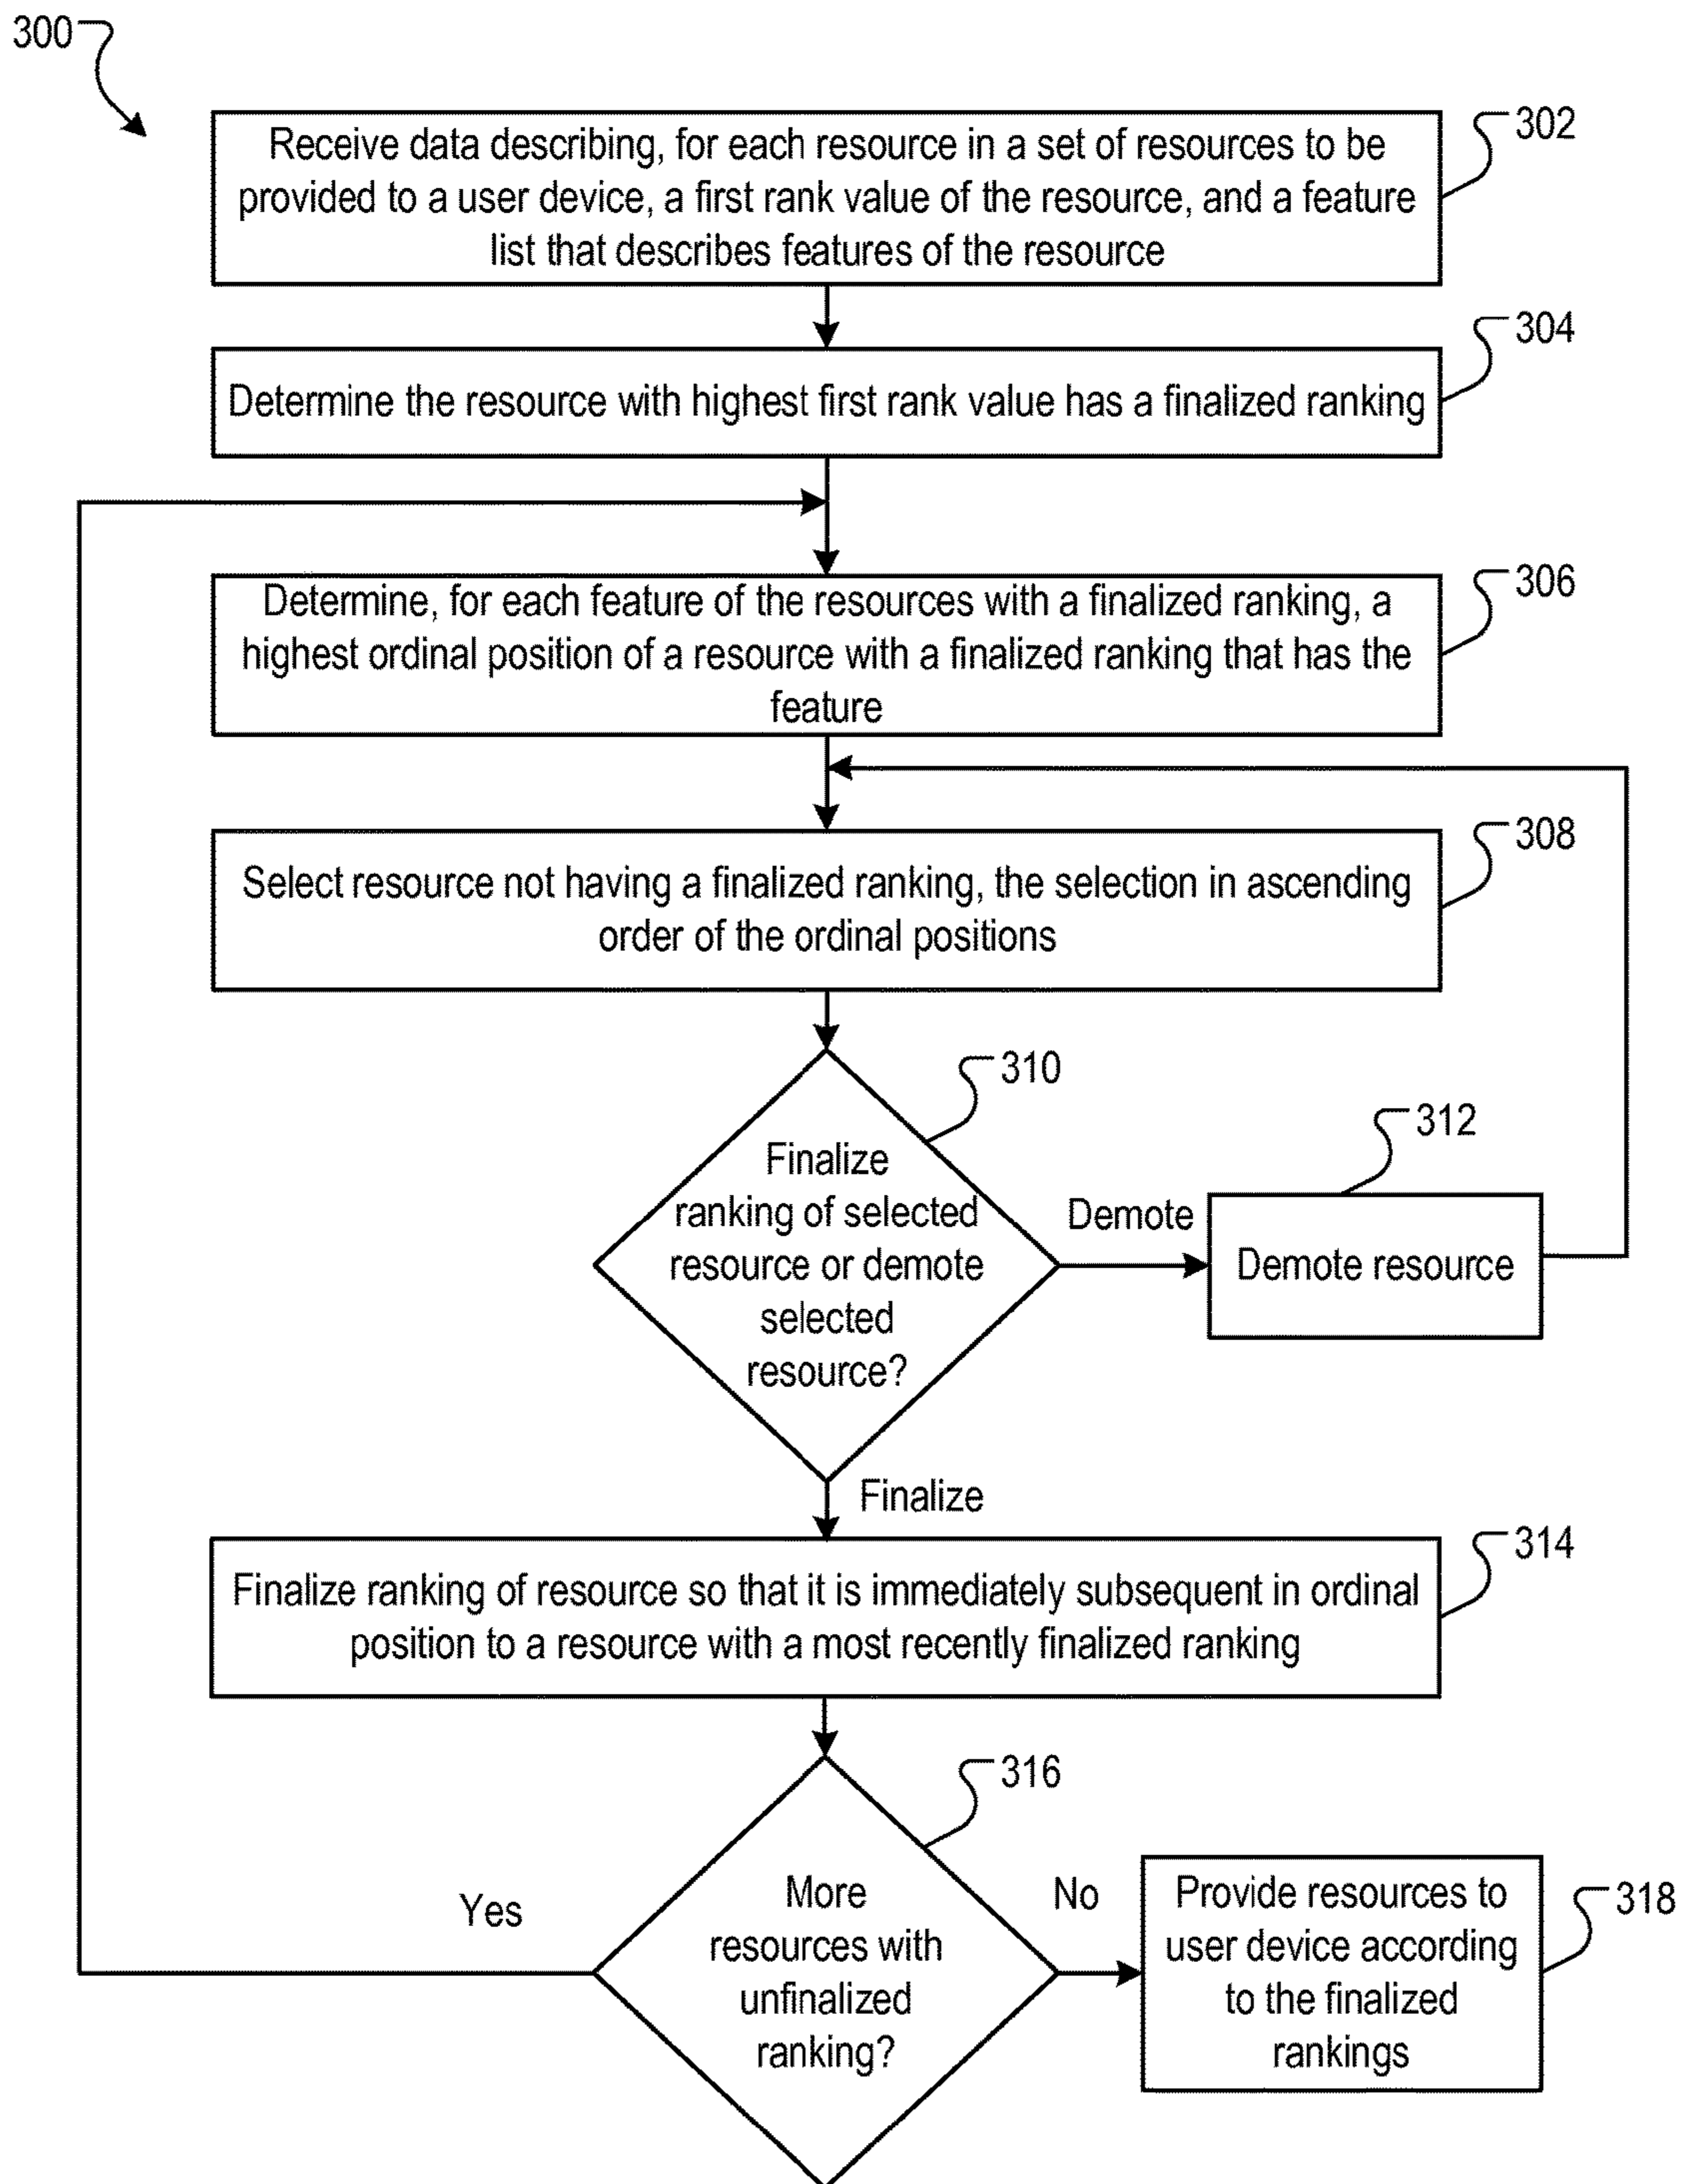 300
302
Receive data describing, for each resource in a set of resources to be
provided to a user device, a first rank value of the resource, and a feature
list that describes features of the resource
304
Determine the resource with highest first rank value has a finalized ranking
306
Determine, for each feature of the resources with a finalized ranking, a
highest ordinal position of a resource with a finalized ranking that has the
feature
308
Select resource not having a finalized ranking, the selection in ascending
order of the ordinal positions
310
Finalize
ranking of selected
resource or demote
selected
resource?
Demote
312
Demote resource
Finalize
314
Finalize ranking of resource so that it is immediately subsequent in ordinal
position to a resource with a most recently finalized ranking
316
More
resources with
unfinalized
ranking?
Yes
No
318
Provide resources to
user device according
to the finalized
rankings